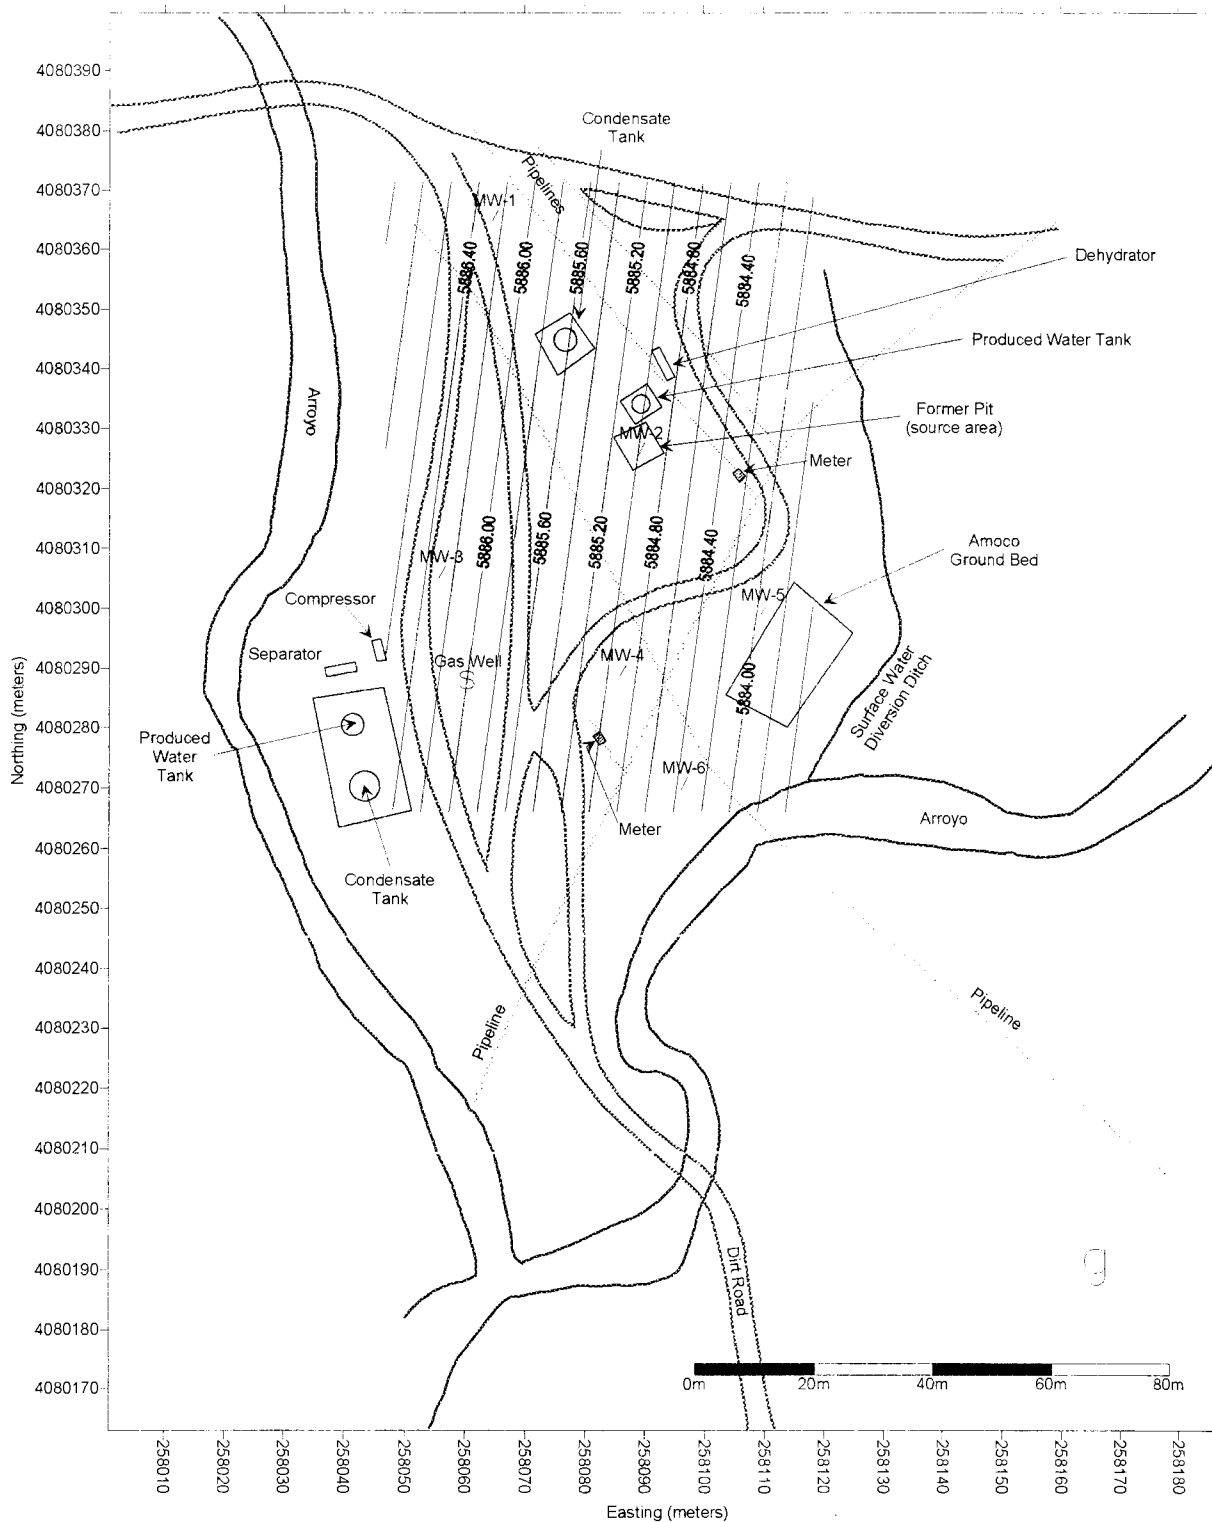 4080390
4080380
4080370
4080360
4080350
4080340
4080330
4080320
4080310
4080300
4080290
4080280
4080270
4080260
4080250
4080240
4080230
4080220
4080210
4080200
4080190
4080180
4080170
Northing (meters)
Condensate
Tank
Pipelines
MW-1
5886.40
5886.00
5885.60
5885.20
5884.80
5884.40
Dehydrator
Produced Water Tank
Arroyo
Former Pit
(source area)
MW-2
Meter
5886.00
5885.60
5885.20
5884.80
5884.40
Amoco
Ground Bed
MW-3
MW-5
Compressor
Separator
Gas Well
MW-4
5884.00
Surface Water
Diversion Ditch
Produced
Water
Tank
MW-6
Meter
Arroyo
Condensate
Tank
Pipeline
Pipeline
Dirt Road
g
0m
20m
40m
60m
80m
258010
258020
258030
258040
258050
258060
258070
258080
258090
258100
258110
258120
258130
258140
258150
258160
258170
258180
Easting (meters)